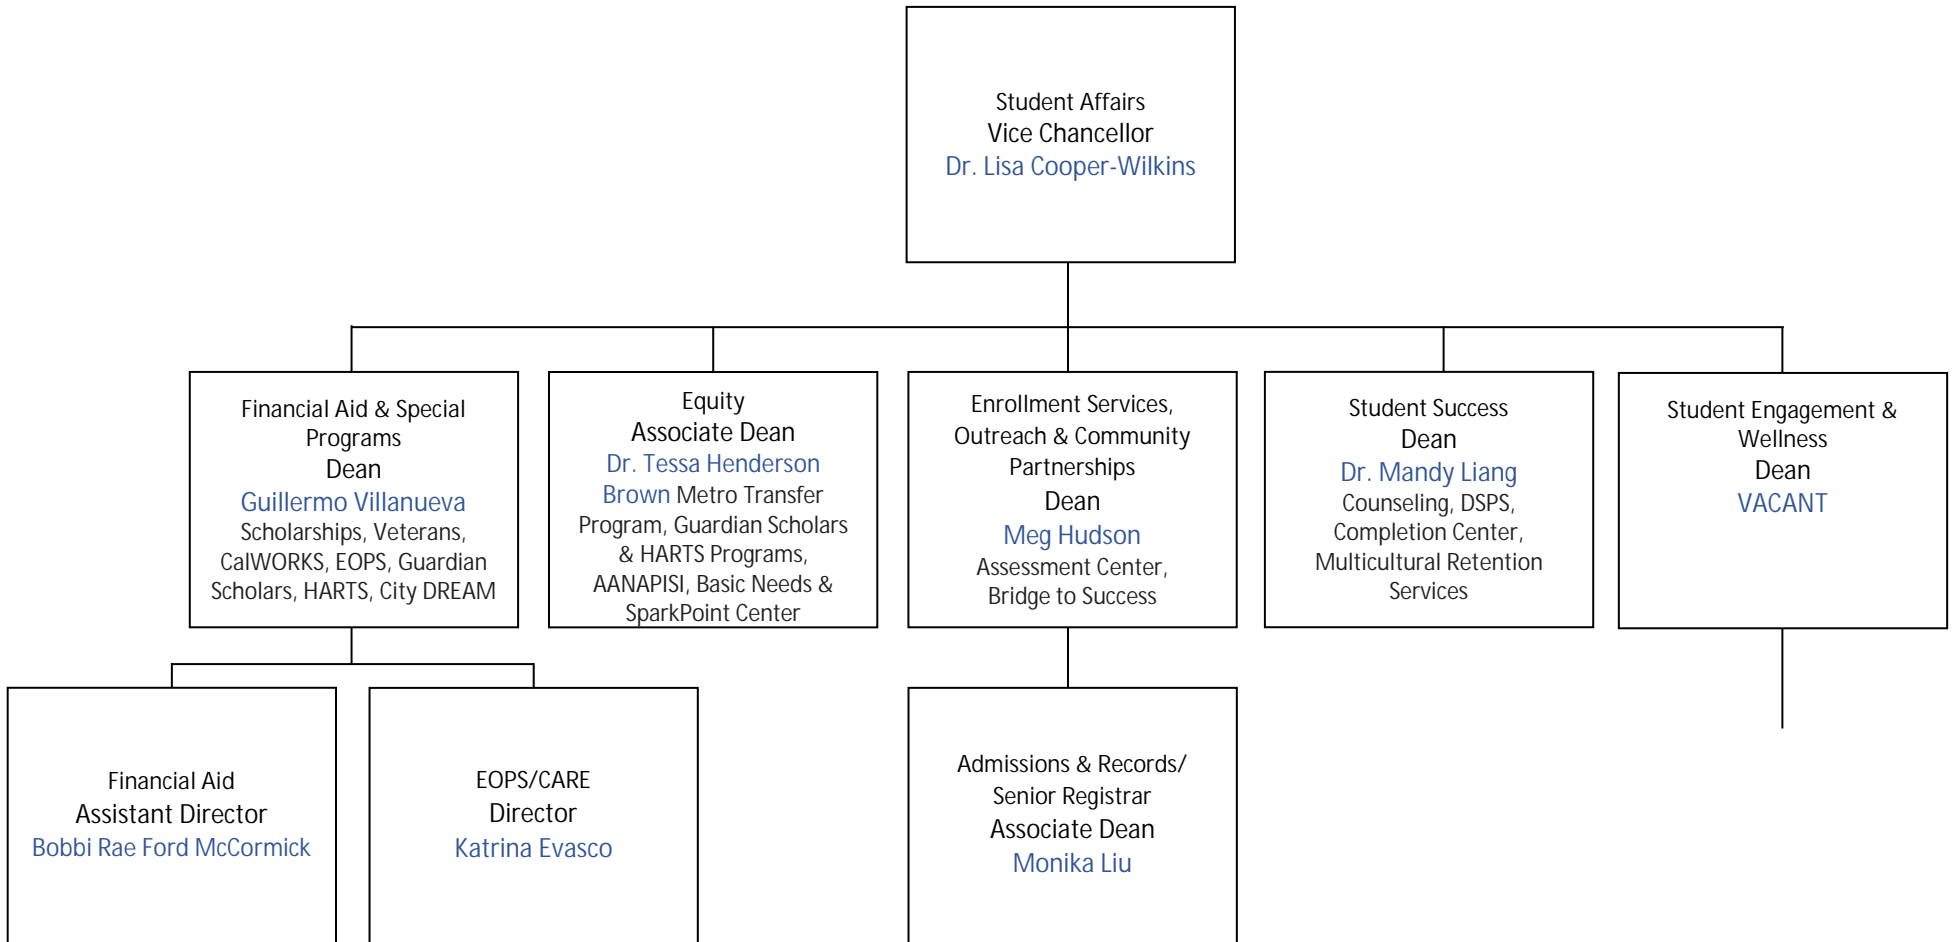 Student Affairs
Vice Chancellor
Dr. Lisa Cooper-Wilkins
Financial Aid & Special
Programs
Dean
Guillermo Villanueva
Scholarships, Veterans,
CalWORKS, EOPS, Guardian
Scholars, HARTS, City DREAM
Equity
Associate Dean
Dr. Tessa Henderson
Brown Metro Transfer
Program, Guardian Scholars
& HARTS Programs,
AANAPISI, Basic Needs &
SparkPoint Center
Enrollment Services,
Outreach & Community
Partnerships
Dean
Meg Hudson
Assessment Center,
Bridge to Success
Student Success
Dean
Dr. Mandy Liang
Counseling, DSPS,
Completion Center,
Multicultural Retention
Services
Student Engagement &
Wellness
Dean
VACANT
Financial Aid
Assistant Director
Bobbi Rae Ford McCormick
EOPS/CARE
Director
Katrina Evasco
Admissions & Records/
Senior Registrar
Associate Dean
Monika Liu